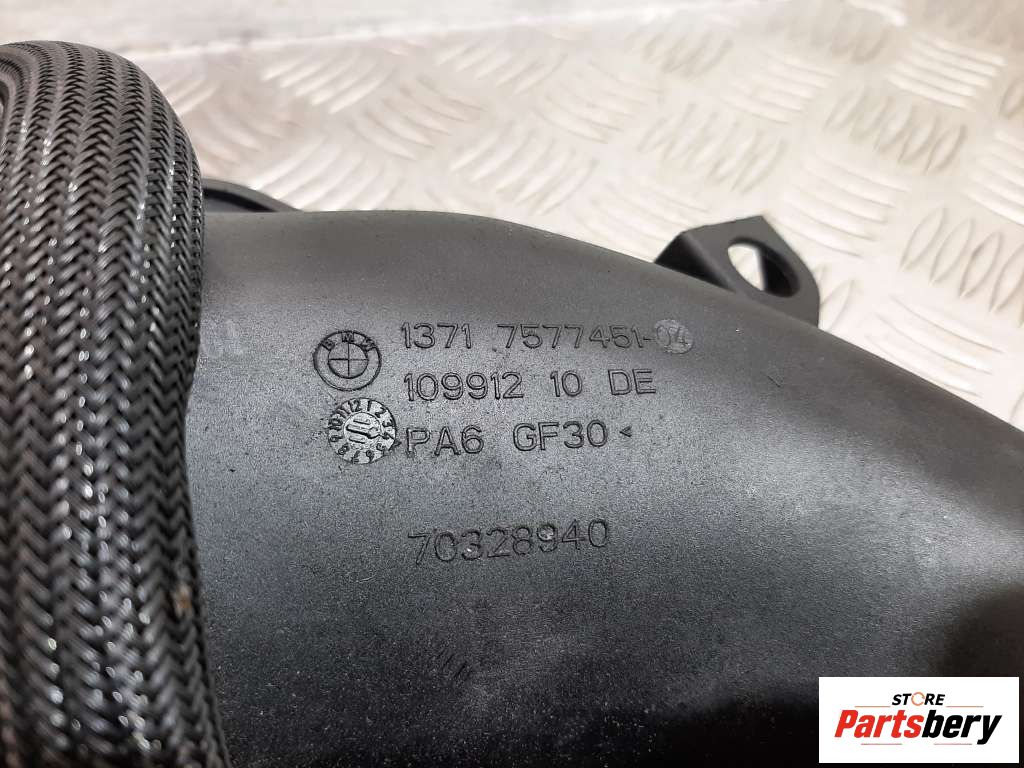 BMW
1371 7577451-04
109912 10 DE
PA6 GF30<
70328940
STORE
Partsbery